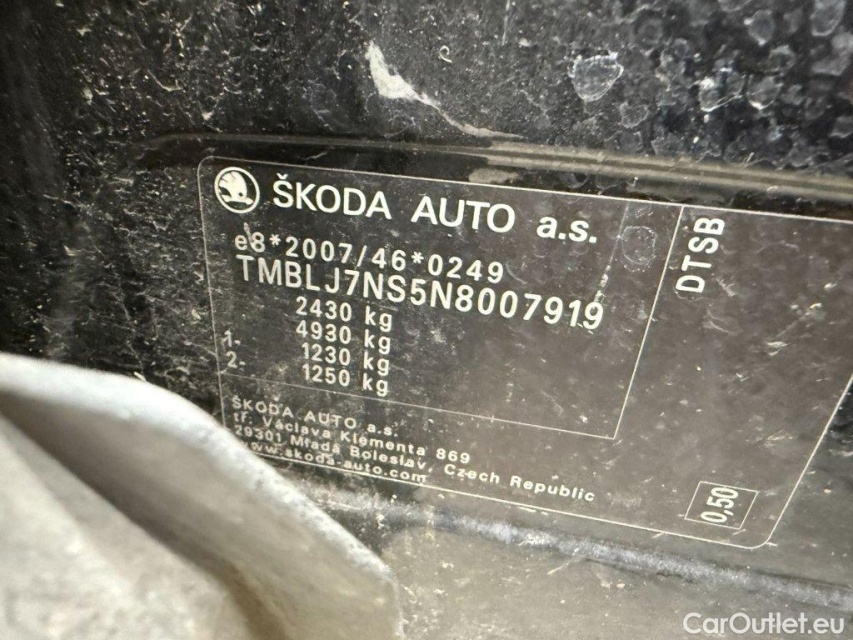 ŠKODA AUTO a.s.
e8*2007/46*0249
TMBLJ7NS5N8007919
2430 kg
4930 kg
1- 1230 kg
2- 1250 kg
ŠKODA AUTO a.s.
tř. Václava Klementa 869
29301 Mladá Boleslav, Czech Republic
www.skoda-auto.com
DTSB
0,50
CarOutlet.eu